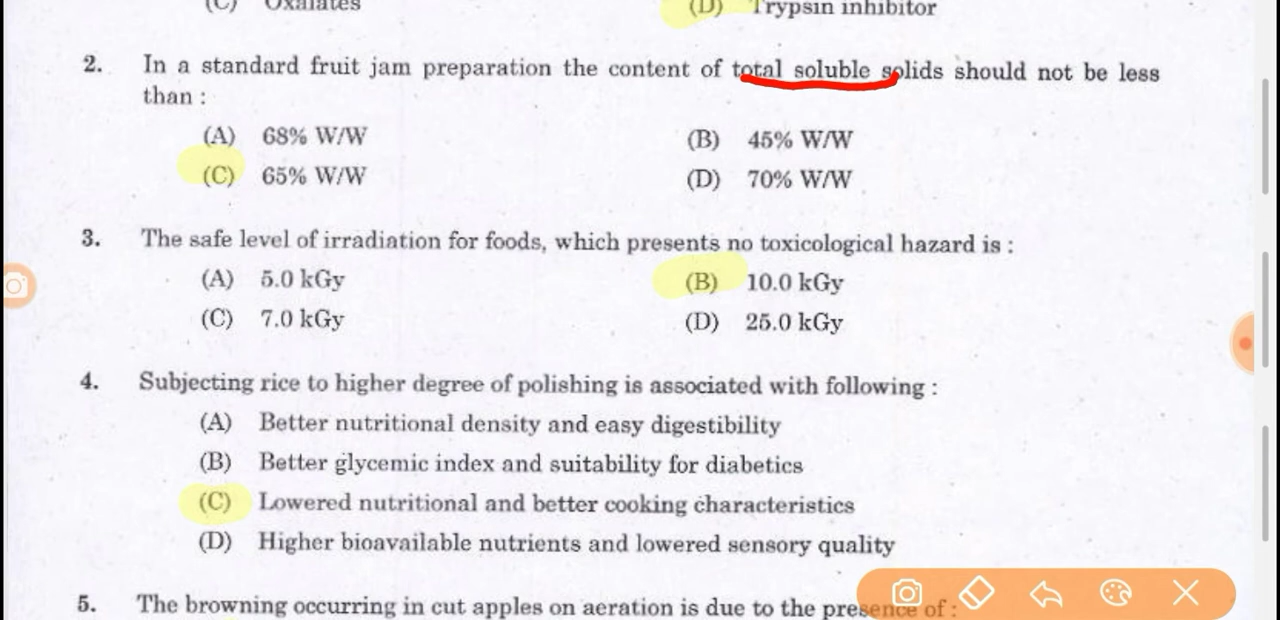 (C) Oxalates (D) Trypsin inhibitor
2. In a standard fruit jam preparation the content of total soluble solids should not be less
than :
(A) 68% W/W (B) 45% W/W
(C) 65% W/W (D) 70% W/W
3. The safe level of irradiation for foods, which presents no toxicological hazard is :
(A) 5.0 kGy (B) 10.0 kGy
(C) 7.0 kGy (D) 25.0 kGy
4. Subjecting rice to higher degree of polishing is associated with following :
(A) Better nutritional density and easy digestibility
(B) Better glycemic index and suitability for diabetics
(C) Lowered nutritional and better cooking characteristics
(D) Higher bioavailable nutrients and lowered sensory quality
5. The browning occurring in cut apples on aeration is due to the presence of :